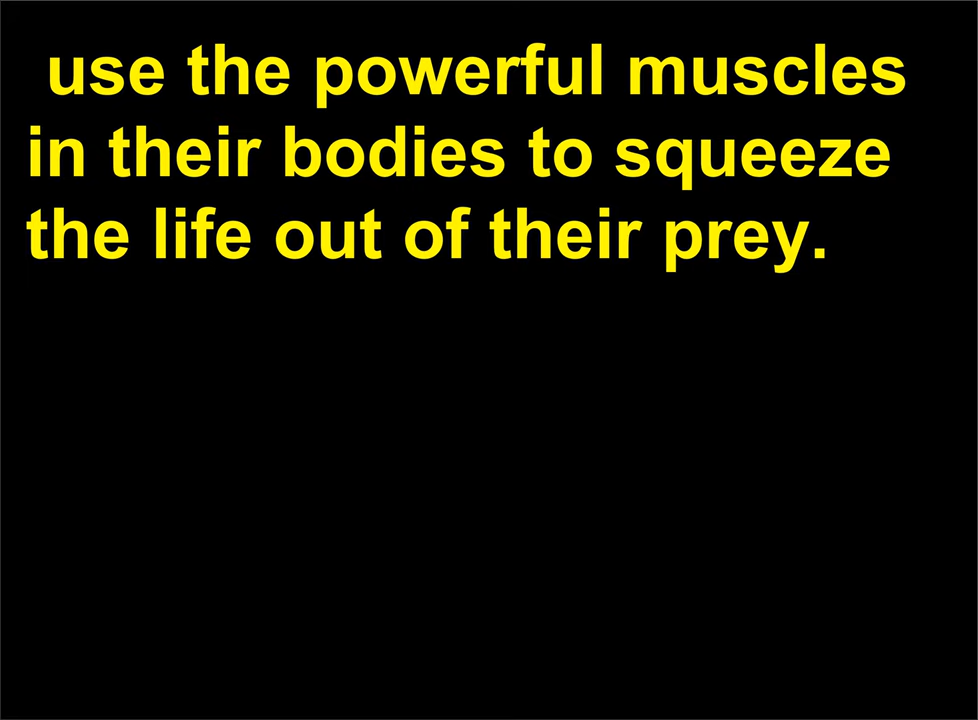 use the powerful muscles
in their bodies to squeeze
the life out of their prey.